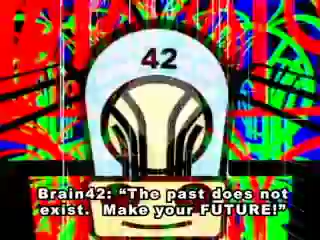 42
Brain42: “The past does not
exist. Make your FUTURE!”